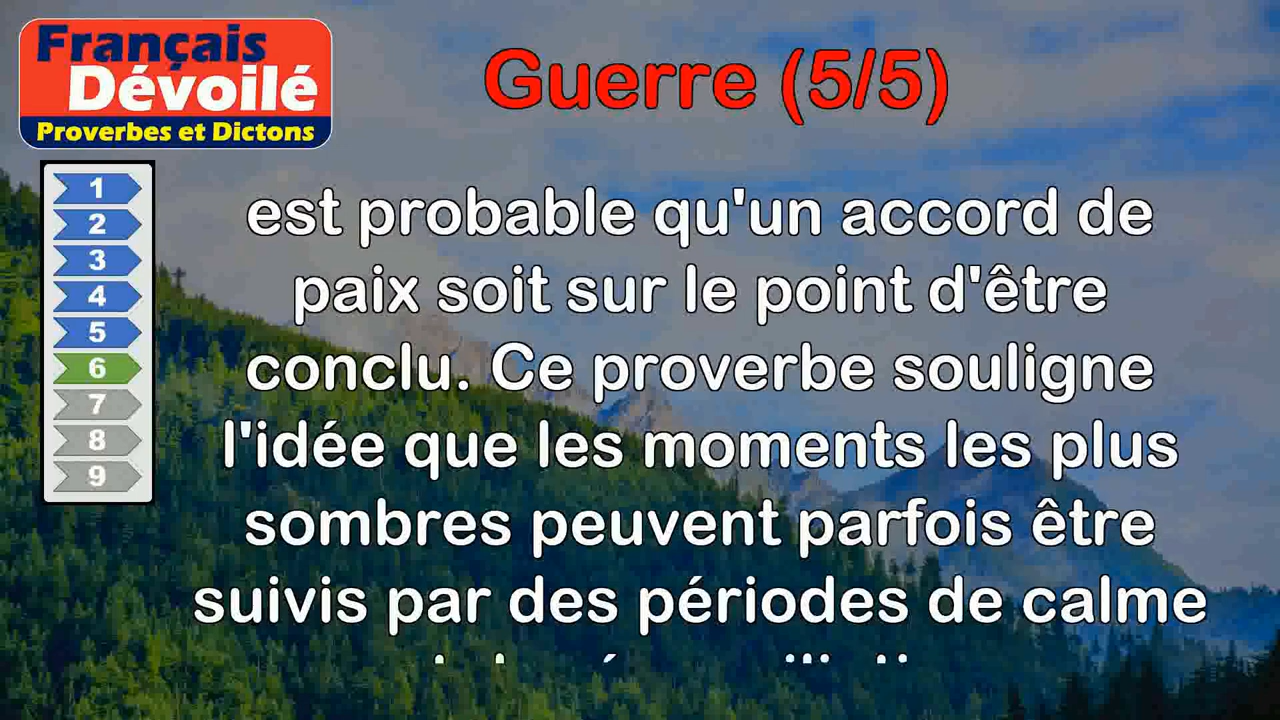 Français
Dévoilé
Proverbes et Dictons
Guerre (5/5)
1
2
3
4
5
6
7
8
9
est probable qu'un accord de
paix soit sur le point d'être
conclu. Ce proverbe souligne
l'idée que les moments les plus
sombres peuvent parfois être
suivis par des périodes de calme